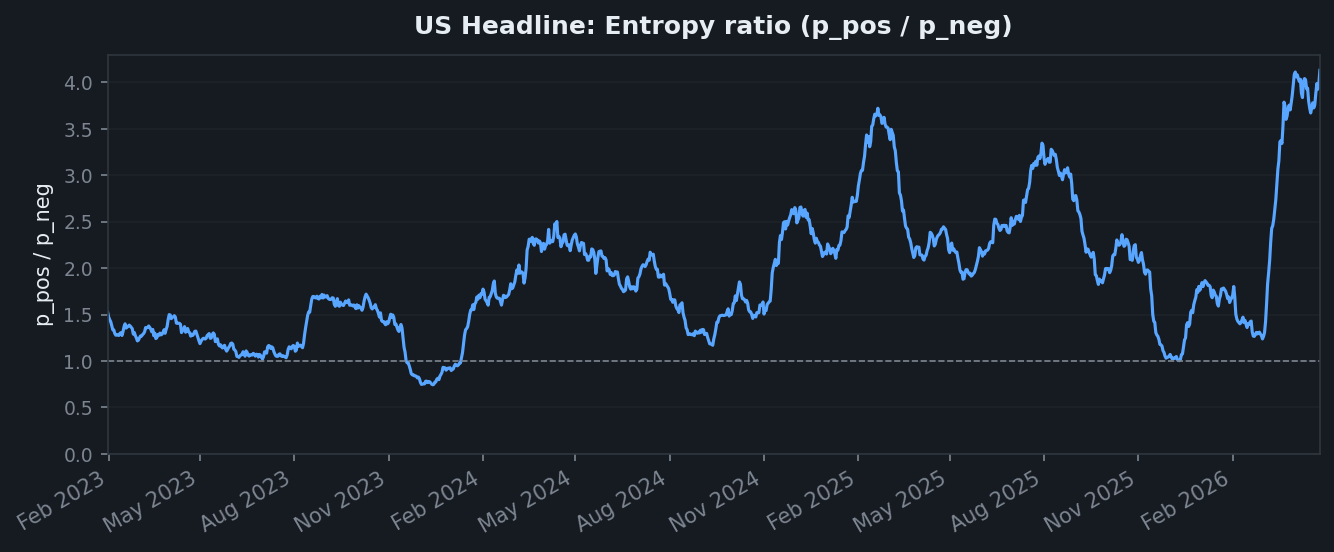 US Headline: Entropy ratio (p_pos / p_neg)
p_pos / p_neg
4.0
3.5
3.0
2.5
2.0
1.5
1.0
0.5
0.0
Feb 2023
May 2023
Aug 2023
Nov 2023
Feb 2024
May 2024
Aug 2024
Nov 2024
Feb 2025
May 2025
Aug 2025
Nov 2025
Feb 2026